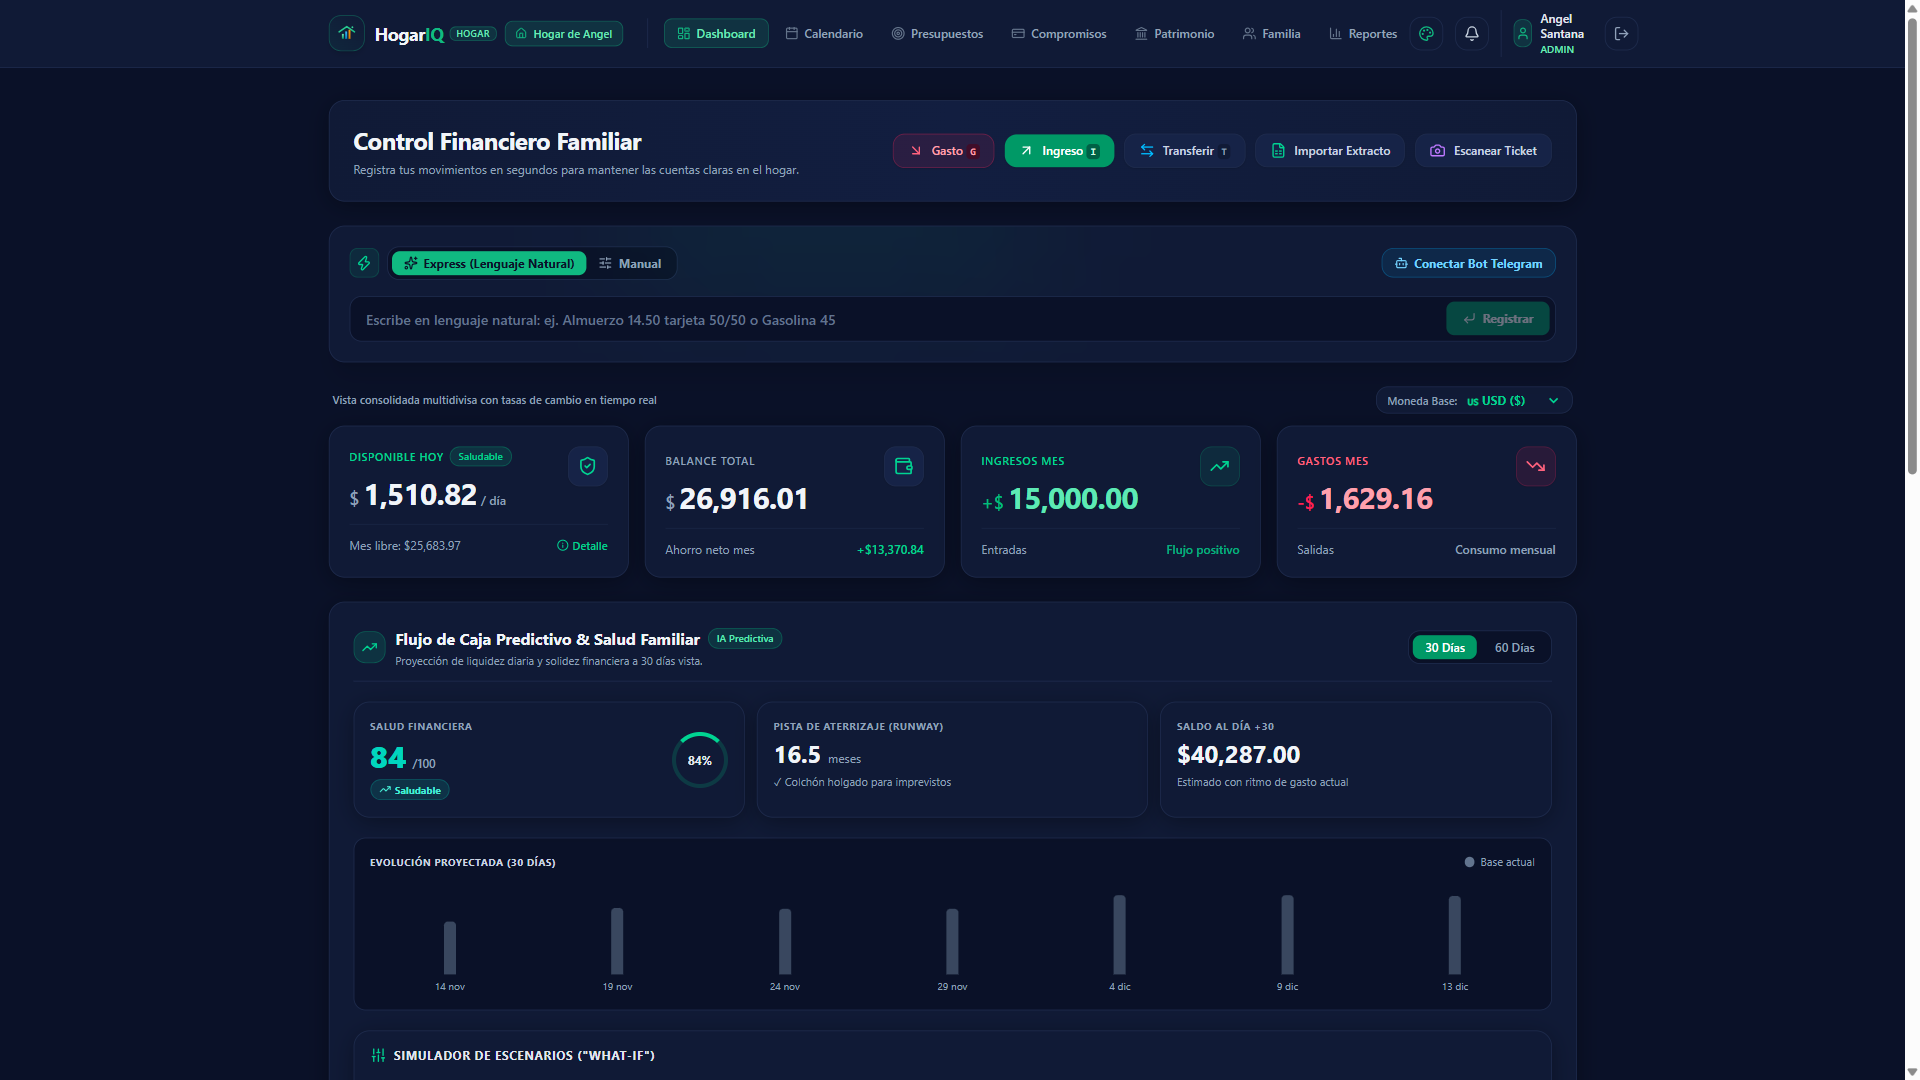 HogarIQ HOGAR Hogar de Angel Dashboard Calendario Presupuestos Compromisos Patrimonio Familia Reportes
Angel Santana
ADMIN
Control Financiero Familiar
Registra tus movimientos en segundos para mantener las cuentas claras en el hogar.
Gasto G Ingreso I Transferir T Importar Extracto Escanear Ticket
Express (Lenguaje Natural) Manual Conectar Bot Telegram
Escribe en lenguaje natural: ej. Almuerzo 14.50 tarjeta 50/50 o Gasolina 45 Registrar
Vista consolidada multidivisa con tasas de cambio en tiempo real
Moneda Base: us USD ($)
DISPONIBLE HOY Saludable
$ 1,510.82 / día
Mes libre: $25,683.97 Detalle
BALANCE TOTAL
$ 26,916.01
Ahorro neto mes +$13,370.84
INGRESOS MES
+$ 15,000.00
Entradas Flujo positivo
GASTOS MES
-$ 1,629.16
Salidas Consumo mensual
Flujo de Caja Predictivo & Salud Familiar IA Predictiva
Proyección de liquidez diaria y solidez financiera a 30 días vista.
30 Días 60 Días
SALUD FINANCIERA
84 /100
Saludable
84%
PISTA DE ATERRIZAJE (RUNWAY)
16.5 meses
✓ Colchón holgado para imprevistos
SALDO AL DÍA +30
$40,287.00
Estimado con ritmo de gasto actual
EVOLUCIÓN PROYECTADA (30 DÍAS)
Base actual
14 nov 19 nov 24 nov 29 nov 4 dic 9 dic 13 dic
SIMULADOR DE ESCENARIOS ("WHAT-IF")